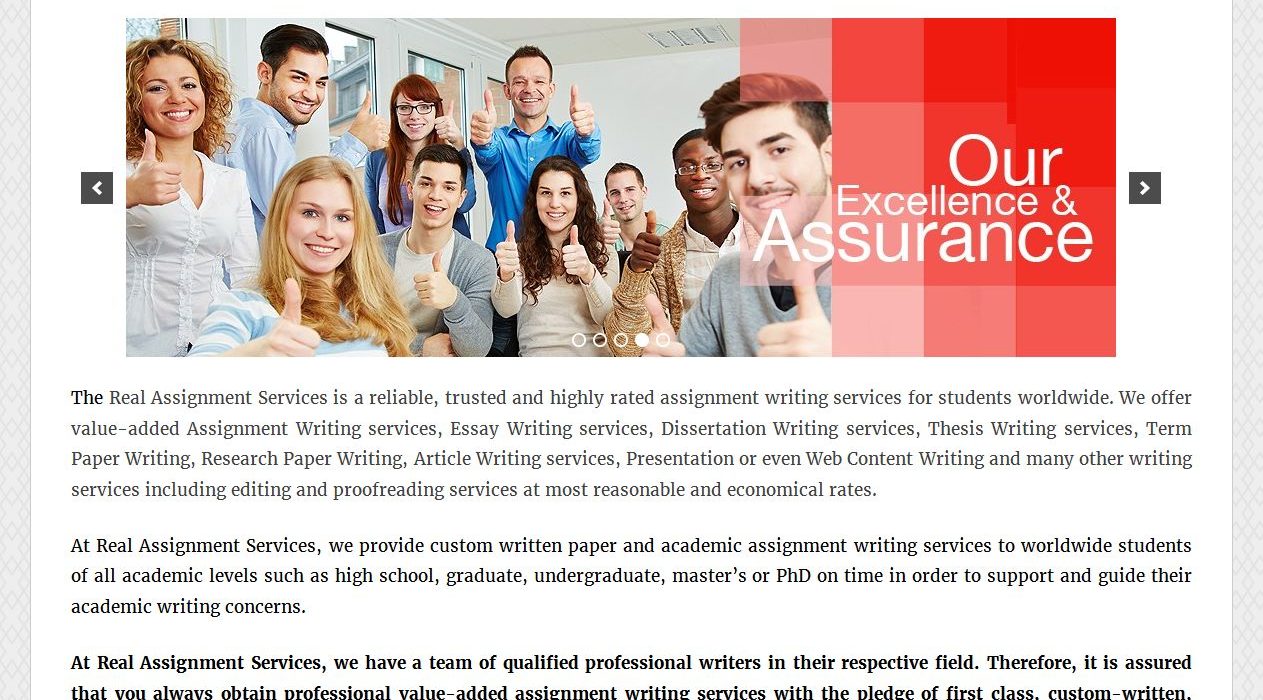 Our
Excellence &
Assurance
The Real Assignment Services is a reliable, trusted and highly rated assignment writing services for students worldwide. We offer
value-added Assignment Writing services, Essay Writing services, Dissertation Writing services, Thesis Writing services, Term
Paper Writing, Research Paper Writing, Article Writing services, Presentation or even Web Content Writing and many other writing
services including editing and proofreading services at most reasonable and economical rates.
At Real Assignment Services, we provide custom written paper and academic assignment writing services to worldwide students
of all academic levels such as high school, graduate, undergraduate, master’s or PhD on time in order to support and guide their
academic writing concerns.
At Real Assignment Services, we have a team of qualified professional writers in their respective field. Therefore, it is assured
that you always obtain professional value-added assignment writing services with the pledge of first class, custom-written,